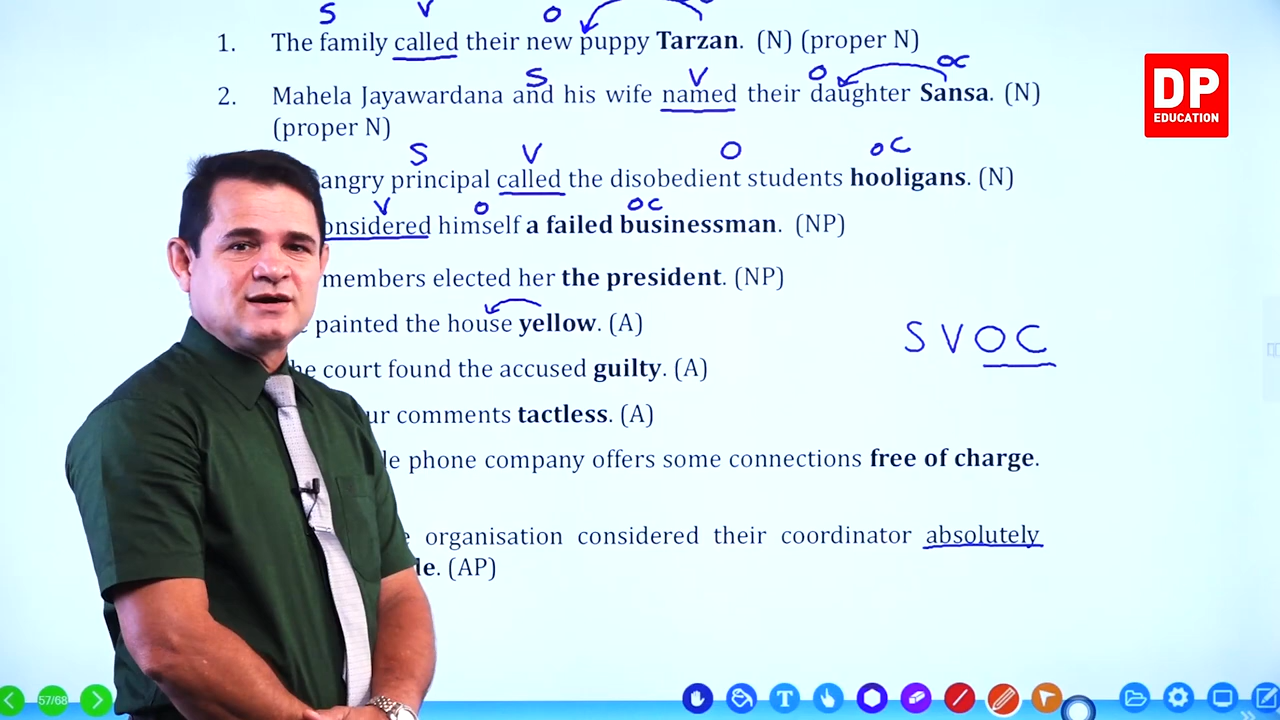 S V O
1. The family called their new puppy Tarzan. (N) (proper N)
S V O OC
2. Mahela Jayawardana and his wife named their daughter Sansa. (N)
(proper N)
S V O OC
angry principal called the disobedient students hooligans. (N)
V O OC
onsidered himself a failed businessman. (NP)
members elected her the president. (NP)
painted the house yellow. (A)
he court found the accused guilty. (A)
ur comments tactless. (A)
le phone company offers some connections free of charge.
organisation considered their coordinator absolutely
le. (AP)
S V O C
DP
EDUCATION
57/68
T